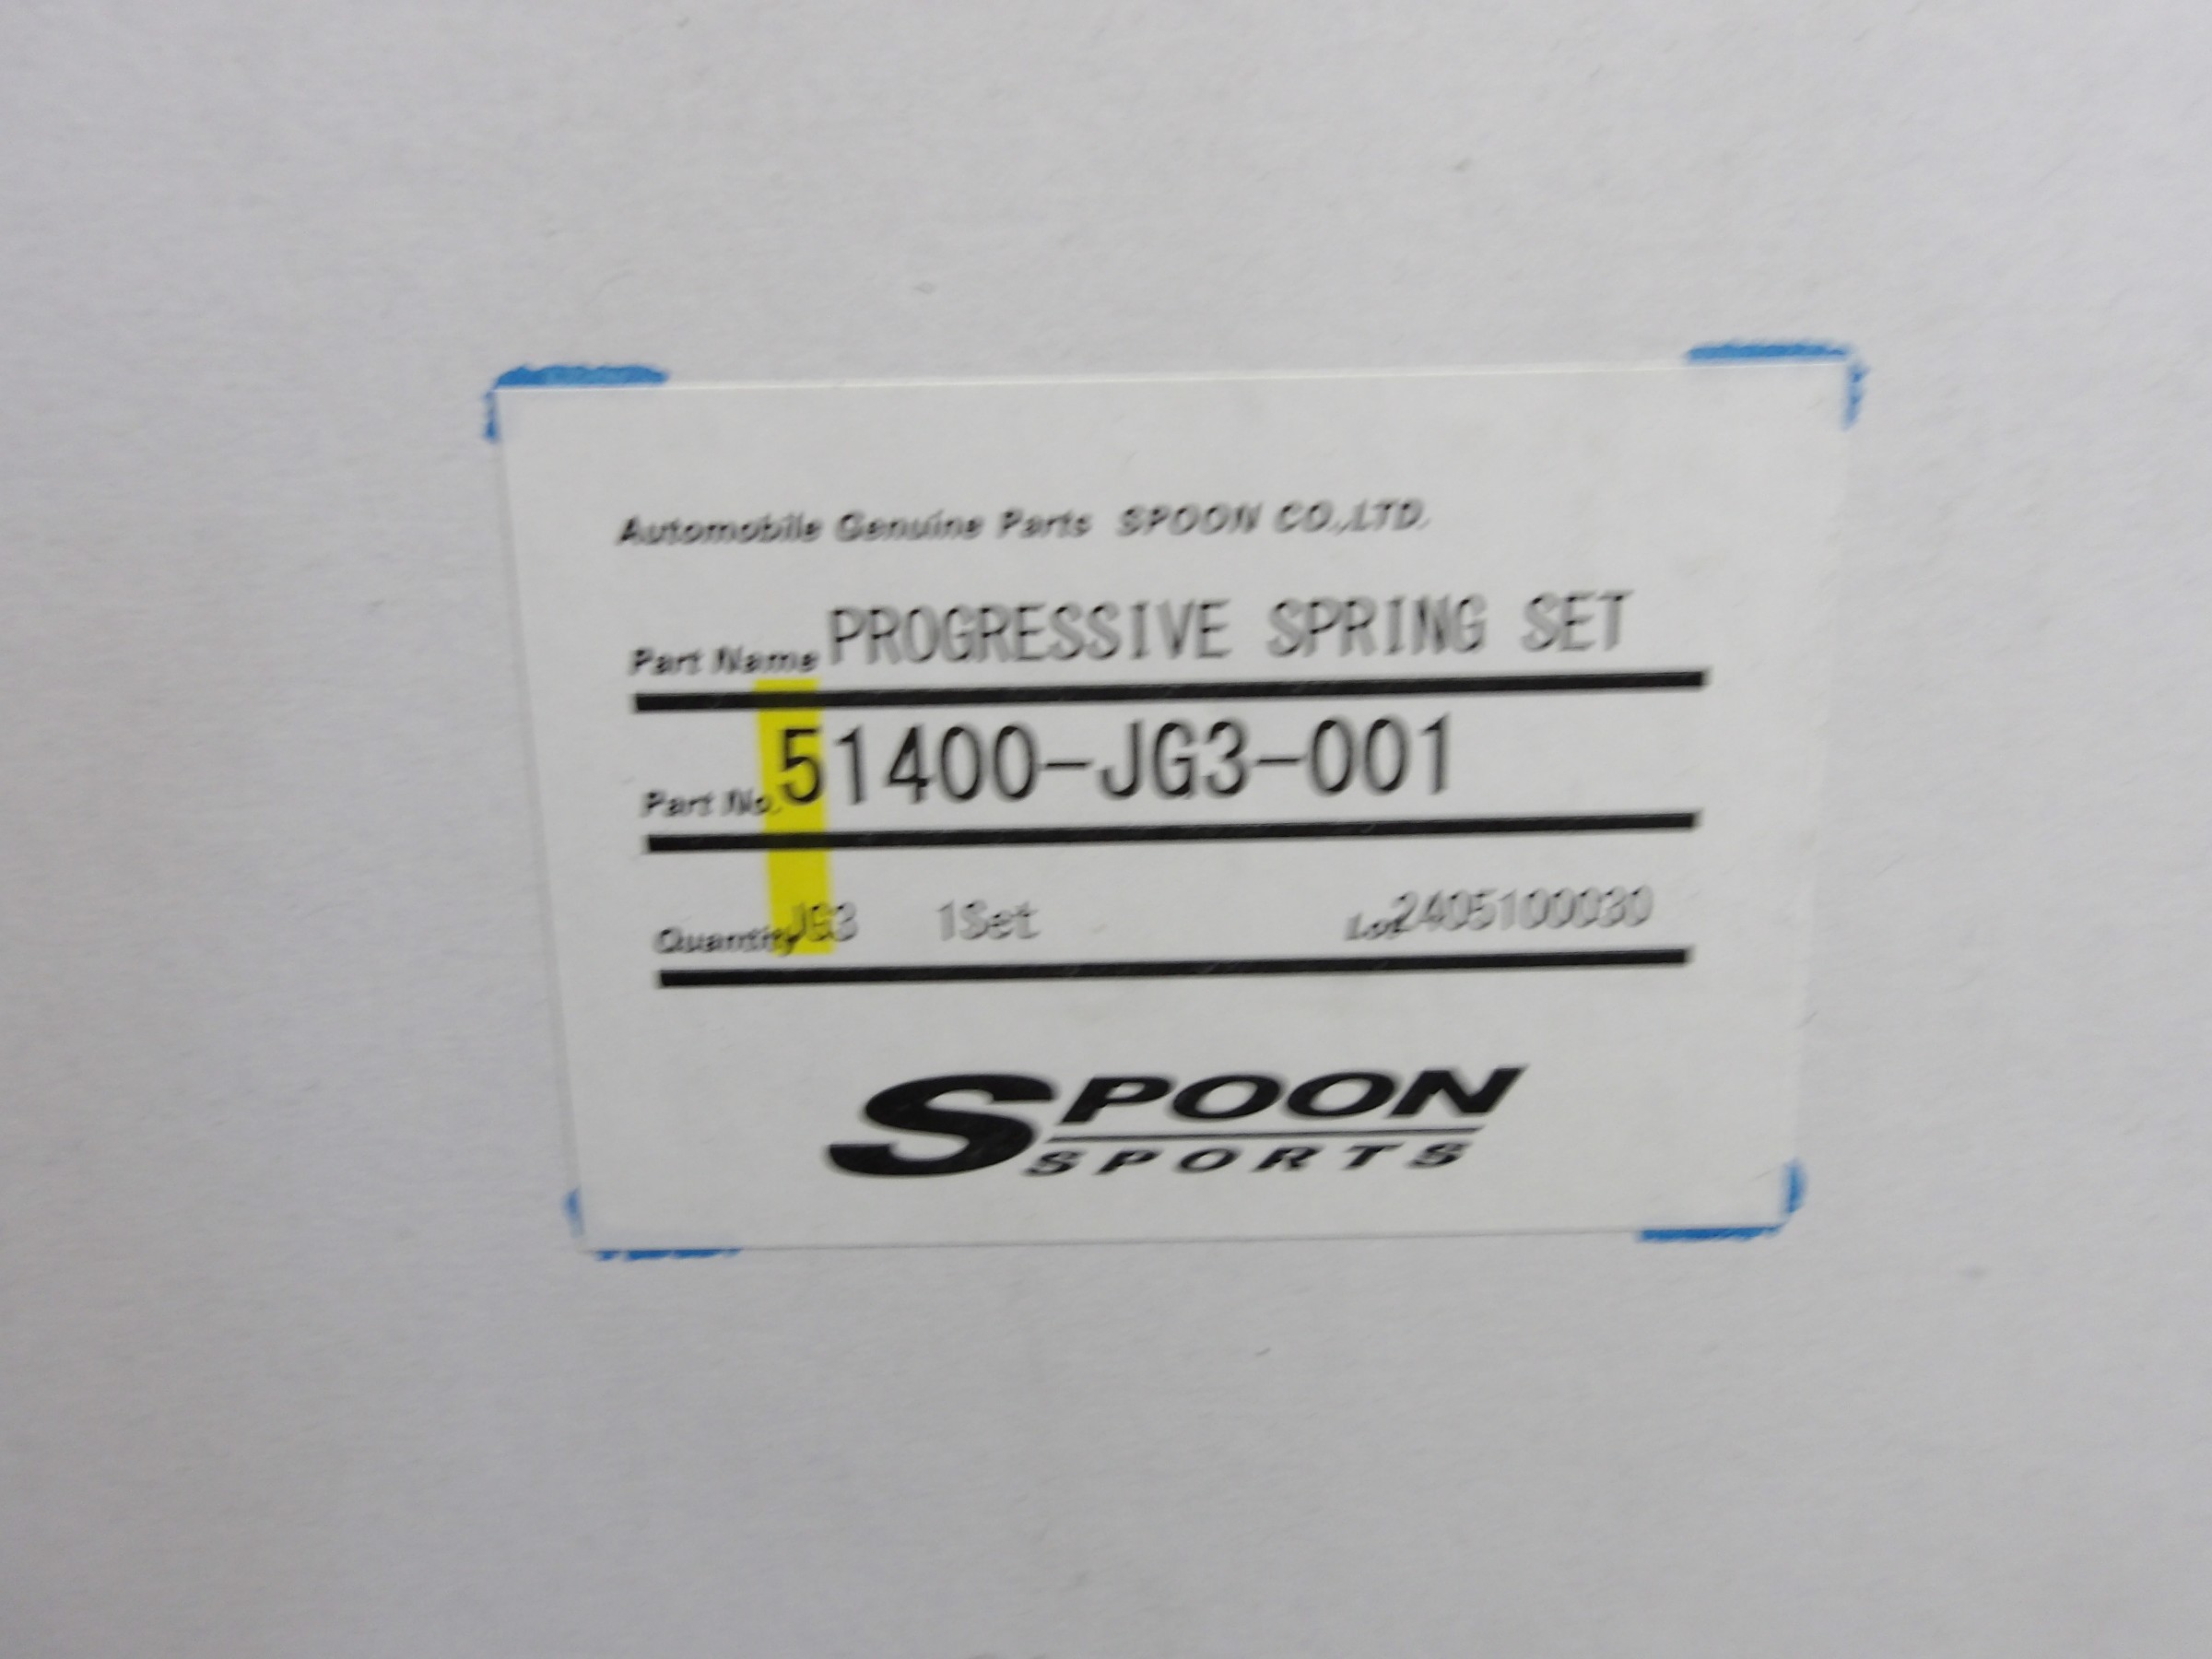 Automobile Genuine Parts SPOON CO.,LTD.
Part Name PROGRESSIVE SPRING SET
Part No. 51400-JG3-001
Quantity JG3 1Set Lot 2405100030
SPOON
SPORTS